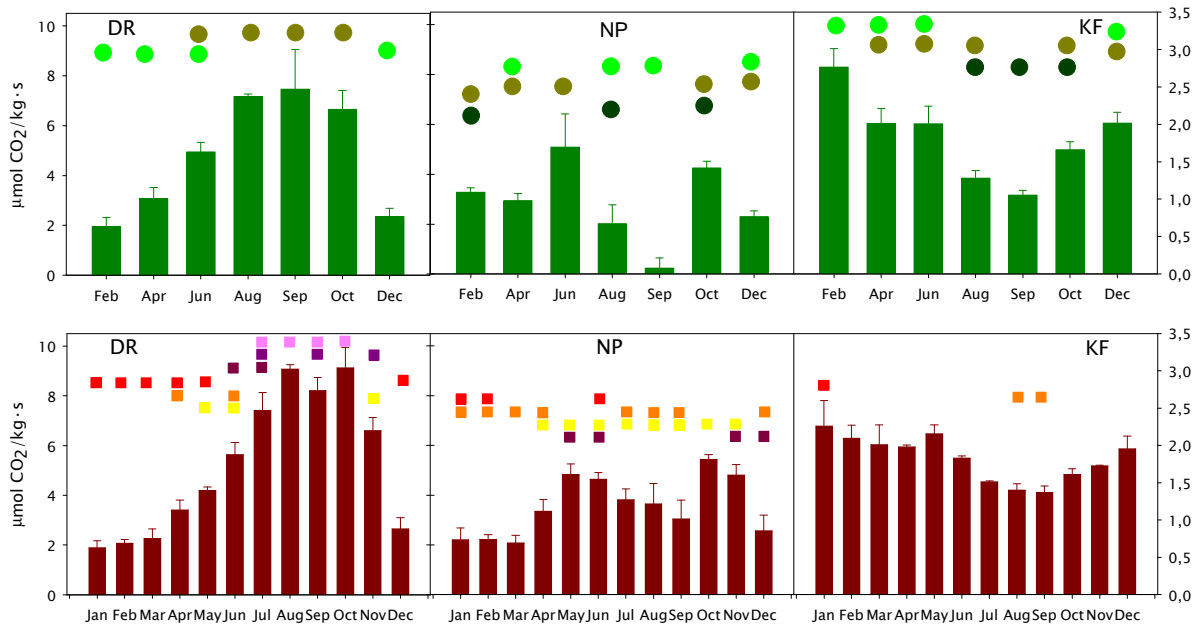 DR NP KF
10 8 6 4 2 0
μmol CO₂/kg·s
3,5 3,0 2,5 2,0 1,5 1,0 0,5 0,0
Feb Apr Jun Aug Sep Oct Dec Feb Apr Jun Aug Sep Oct Dec Feb Apr Jun Aug Sep Oct Dec
DR NP KF
10 8 6 4 2 0
μmol CO₂/kg·s
3,5 3,0 2,5 2,0 1,5 1,0 0,5 0,0
Jan Feb Mar Apr May Jun Jul Aug Sep Oct Nov Dec Jan Feb Mar Apr May Jun Jul Aug Sep Oct Nov Dec Jan Feb Mar Apr May Jun Jul Aug Sep Oct Nov Dec